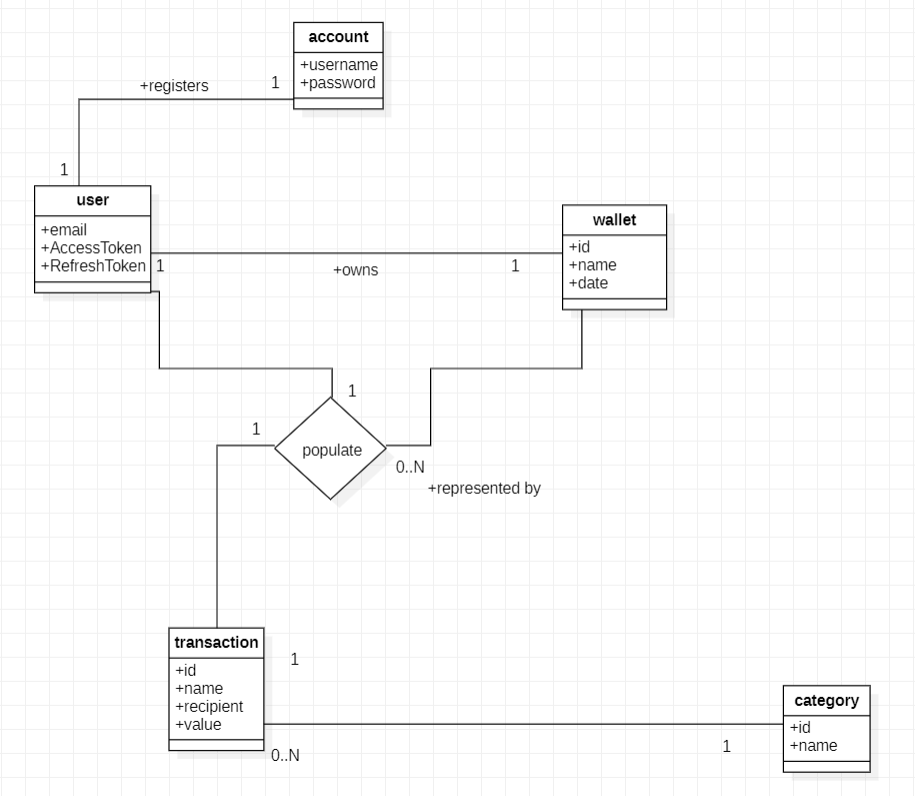 account
+username
+password
+registers
1
1
user
+email
+AccessToken
+RefreshToken
1
+owns
1
wallet
+id
+name
+date
1
1
populate
0..N
+represented by
transaction
+id
+name
+recipient
+value
1
0..N
1
category
+id
+name